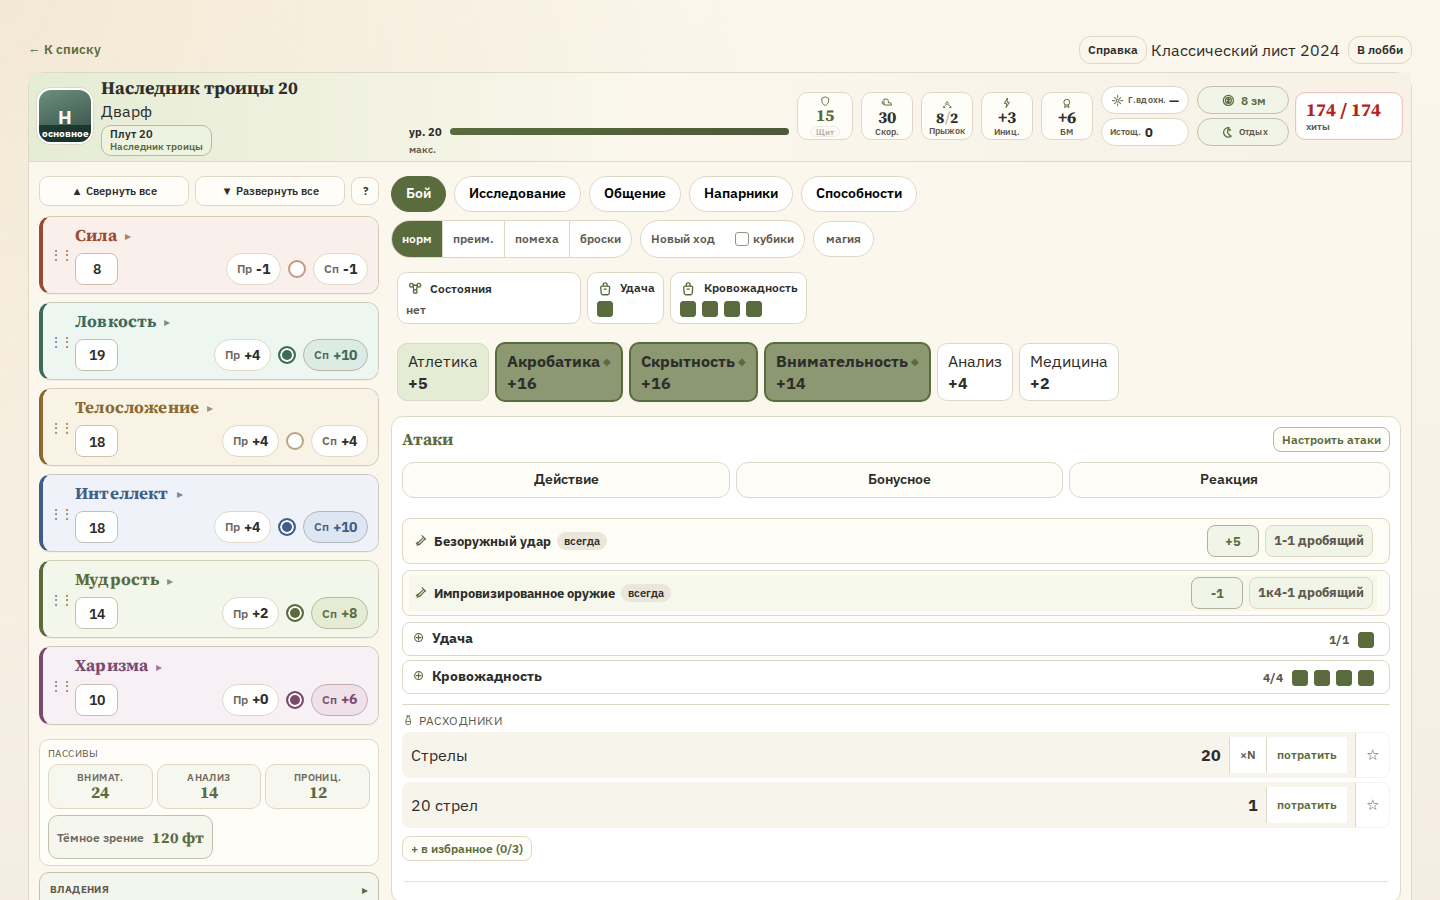 ← К списку
Справка
Классический лист 2024
В лобби
Н
основное
Наследник троицы 20
Дварф
Плут 20
Наследник троицы
ур. 20
макс.
15
Щит
30
Скор.
8/2
Прыжок
+3
Иниц.
+6
БМ
Г.вдохн. —
Истощ. 0
8 зм
Отдых
174 / 174
хиты
▲ Свернуть все
▼ Развернуть все
?
Сила ▸
8
Пр -1
Сп -1
Ловкость ▸
19
Пр +4
Сп +10
Телосложение ▸
18
Пр +4
Сп +4
Интеллект ▸
18
Пр +4
Сп +10
Мудрость ▸
14
Пр +2
Сп +8
Харизма ▸
10
Пр +0
Сп +6
ПАССИВЫ
ВНИМАТ.
24
АНАЛИЗ
14
ПРОНИЦ.
12
Тёмное зрение 120 фт
ВЛАДЕНИЯ ▸
Бой
Исследование
Общение
Напарники
Способности
норм
преим.
помеха
броски
Новый ход
кубики
магия
Состояния
нет
Удача
Кровожадность
Атлетика
+5
Акробатика ◆
+16
Скрытность ◆
+16
Внимательность ◆
+14
Анализ
+4
Медицина
+2
Атаки
Настроить атаки
Действие
Бонусное
Реакция
Безоружный удар всегда
+5
1-1 дробящий
Импровизированное оружие всегда
-1
1к4-1 дробящий
Удача
1/1
Кровожадность
4/4
РАСХОДНИКИ
Стрелы
20
×N
потратить
☆
20 стрел
1
потратить
☆
+ в избранное (0/3)